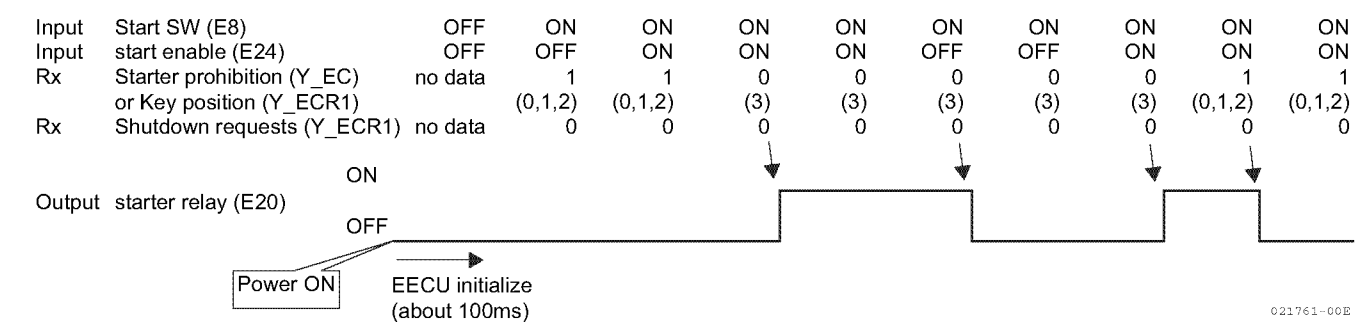 Input Start SW (E8) OFF ON ON ON ON ON ON ON ON ON
Input start enable (E24) OFF OFF ON ON ON OFF OFF ON ON ON
Rx Starter prohibition (Y_EC) no data 1 1 0 0 0 0 0 1 1
or Key position (Y_ECR1) (0,1,2) (0,1,2) (3) (3) (3) (3) (3) (0,1,2) (0,1,2)
Rx Shutdown requests (Y_ECR1) no data 0 0 0 0 0 0 0 0 0
ON
Output starter relay (E20)
OFF
Power ON
EECU initialize
(about 100ms)
021761-00E